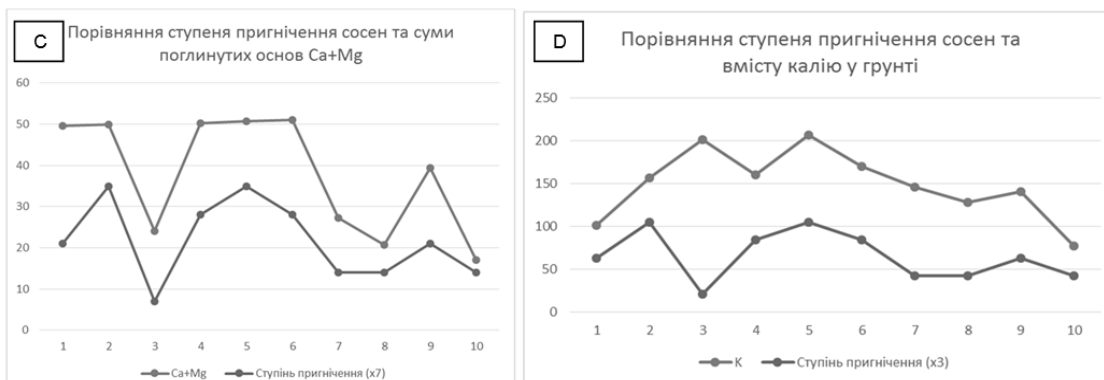 C
Порівняння ступеня пригнічення сосен та суми
поглинутих основ Ca+Mg
60
50
40
30
20
10
0
1 2 3 4 5 6 7 8 9 10
Ca+Mg Ступінь пригнічення (х7)
D
Порівняння ступеня пригнічення сосен та
вмісту калію у грунті
250
200
150
100
50
0
1 2 3 4 5 6 7 8 9 10
K Ступінь пригнічення (х3)